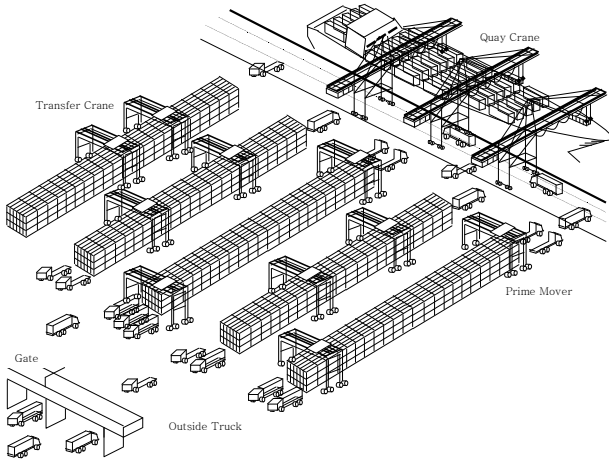 Quay Crane
Transfer Crane
Prime Mover
Gate
Outside Truck